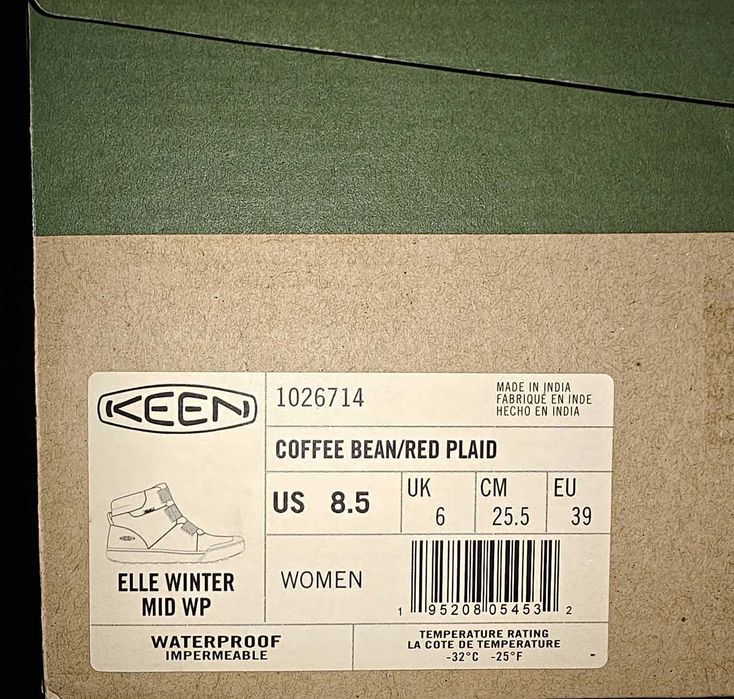 KEEN
1026714
MADE IN INDIA
FABRIQUÉ EN INDE
HECHO EN INDIA
COFFEE BEAN/RED PLAID
US 8.5
UK 6
CM 25.5
EU 39
KEEN
ELLE WINTER
MID WP
WOMEN
1 95208 05453 2
WATERPROOF
IMPERMEABLE
TEMPERATURE RATING
LA COTE DE TEMPERATURE
-32°C -25°F
-